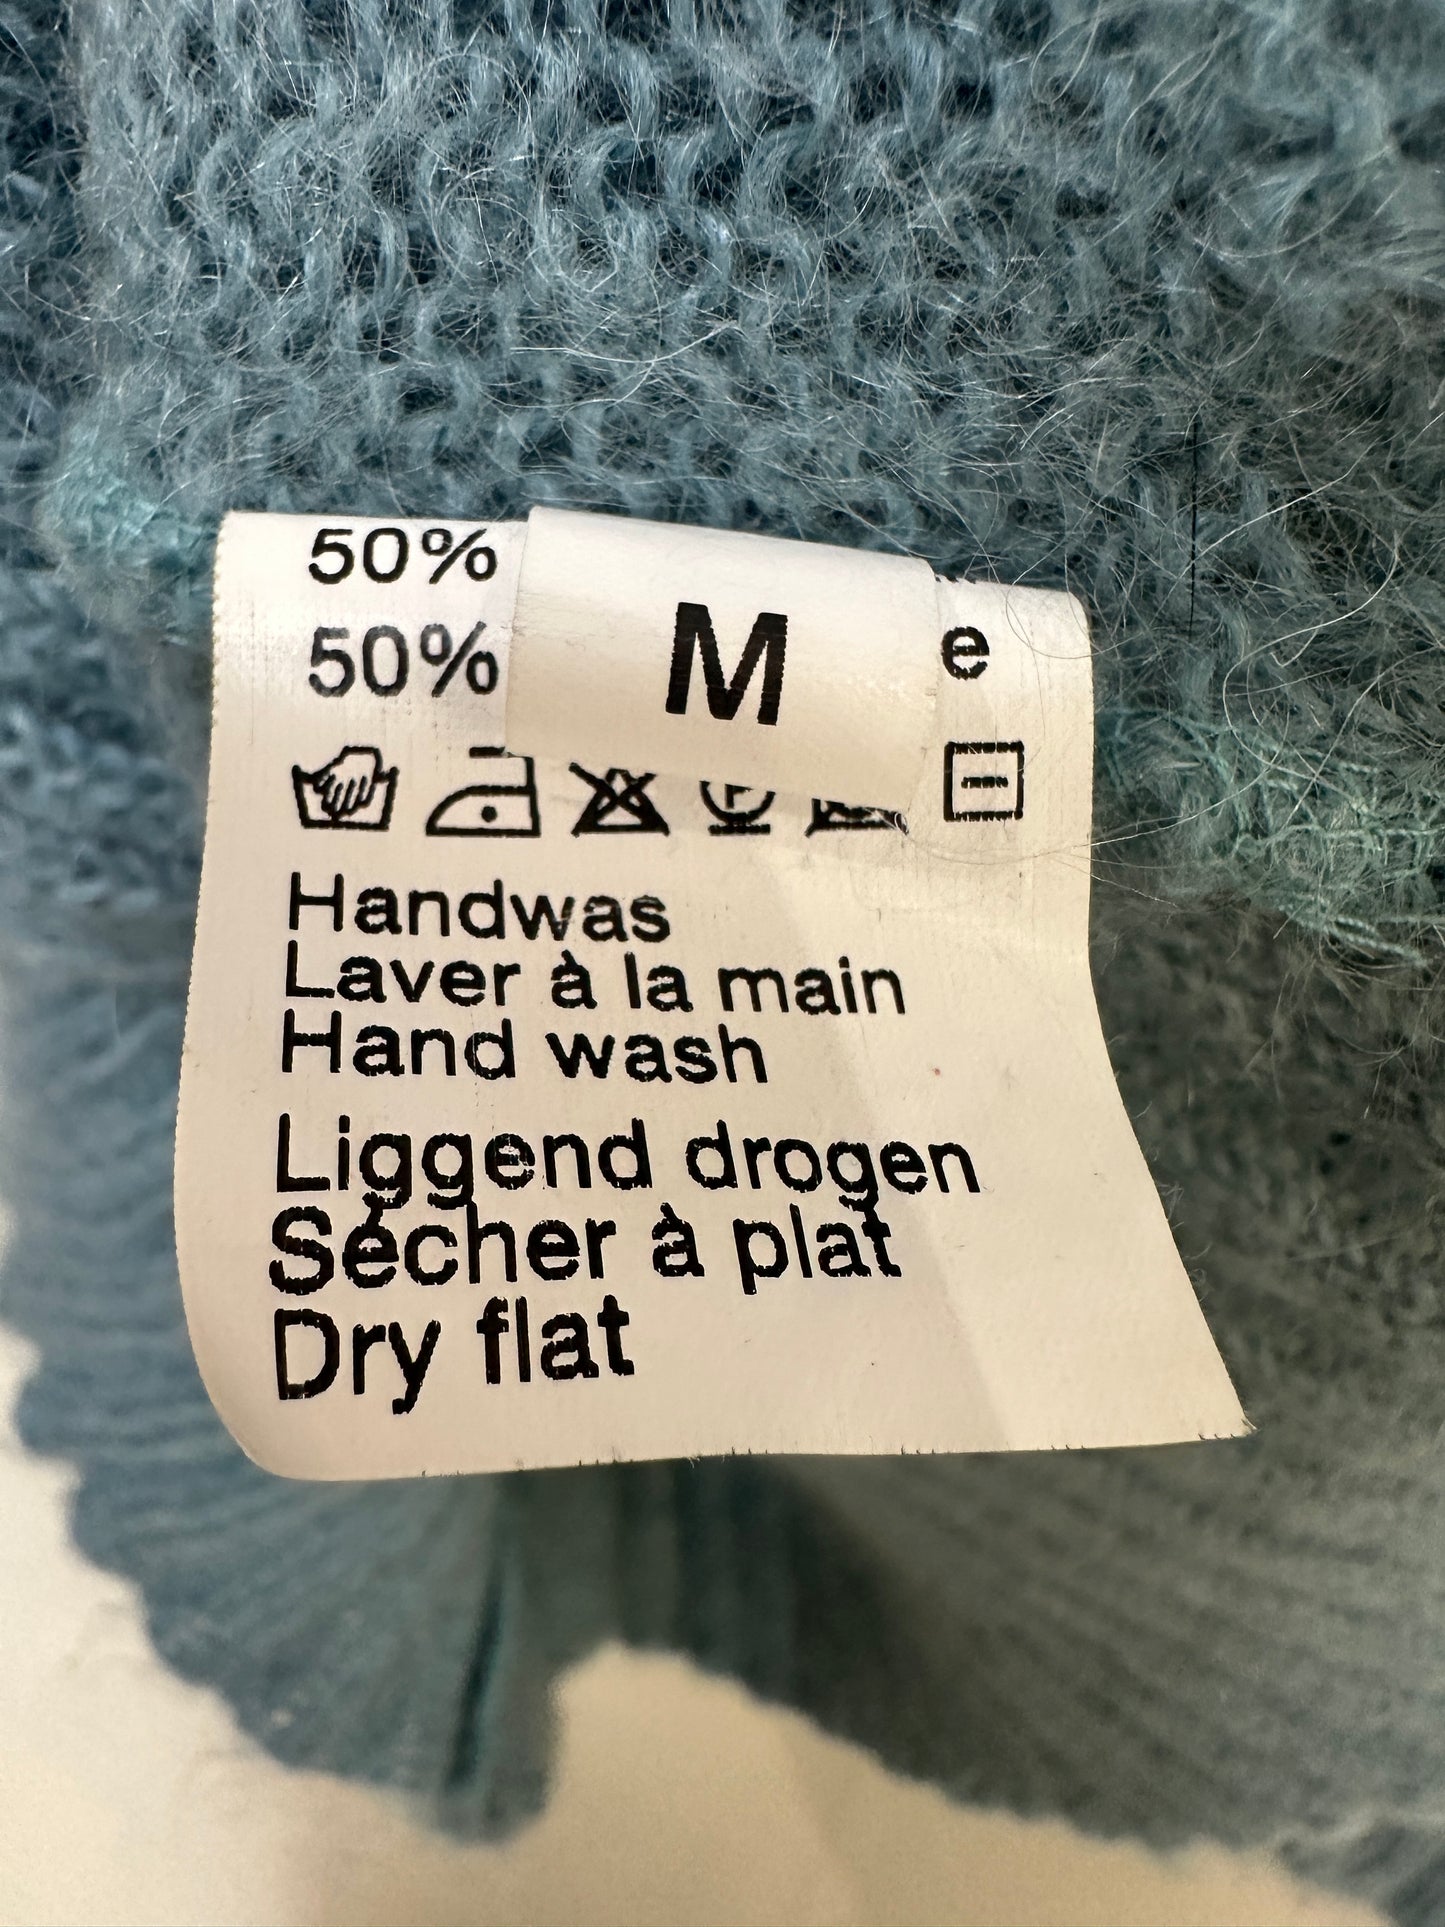 50%
50%
M
e
Handwas
Laver à la main
Hand wash
Liggend drogen
Sécher à plat
Dry flat